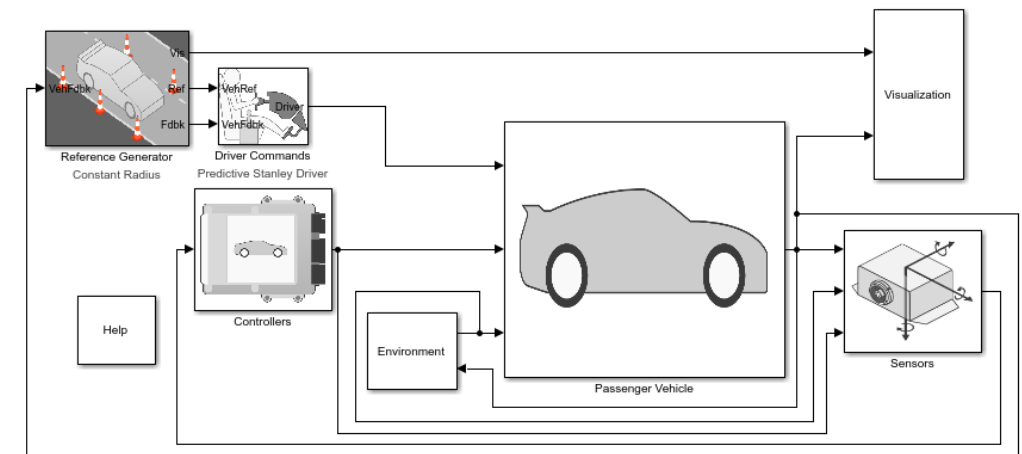 Vis
VehFdbk
Ref
Fdbk
Reference Generator
Constant Radius
VehRef
Driver
VehFdbk
Driver Commands
Predictive Stanley Driver
Visualization
Controllers
Help
Environment
Passenger Vehicle
Sensors